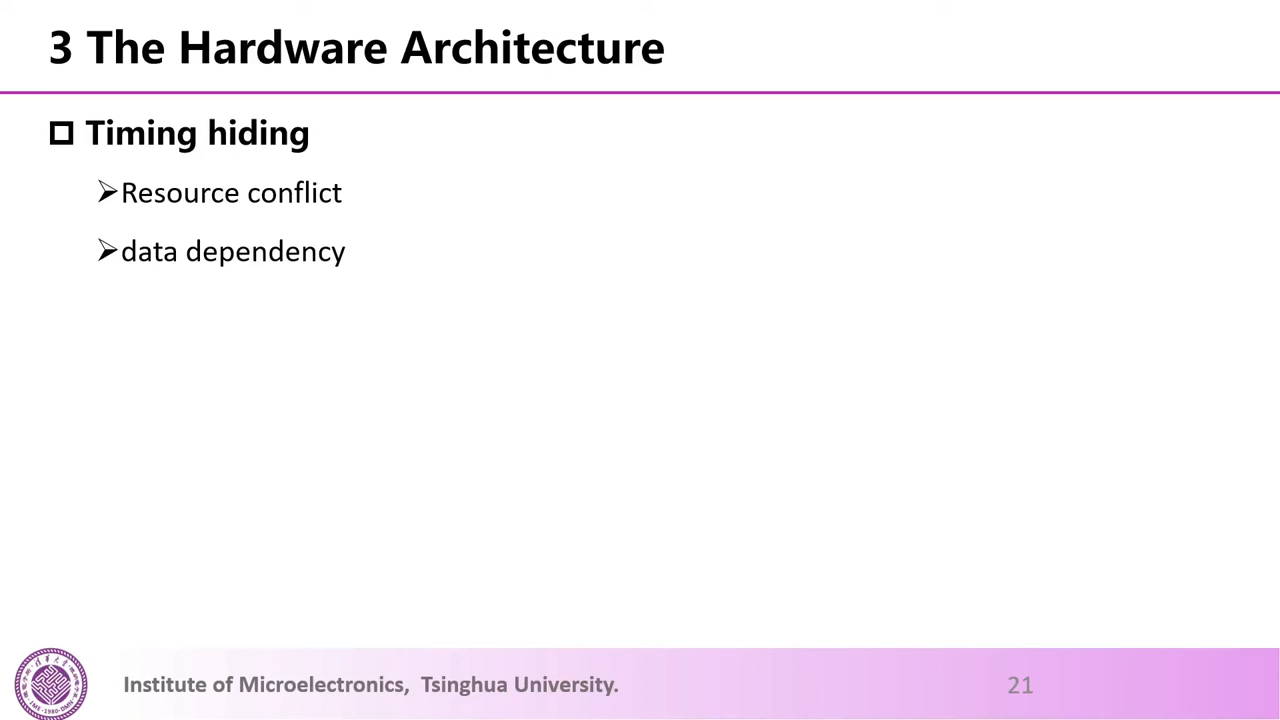 3 The Hardware Architecture
Timing hiding
Resource conflict
data dependency
Institute of Microelectronics, Tsinghua University.
21